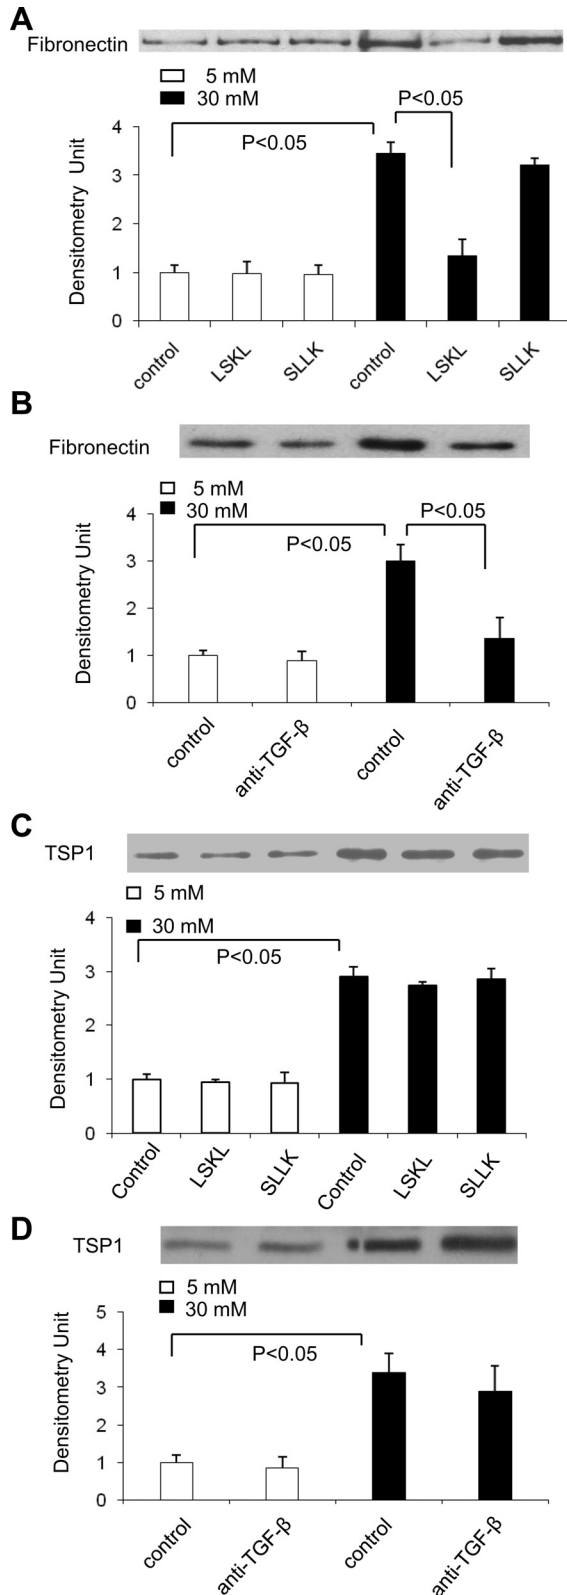 A
Fibronectin
5 mM
30 mM
P<0.05
P<0.05
Densitometry Unit
4
3
2
1
0
control
LSKL
SLLK
control
LSKL
SLLK
B
Fibronectin
5 mM
30 mM
P<0.05
P<0.05
Densitometry Unit
4
3
2
1
0
control
anti-TGF-β
control
anti-TGF-β
C
TSP1
5 mM
30 mM
P<0.05
Densitometry Unit
4
3
2
1
0
Control
LSKL
SLLK
Control
LSKL
SLLK
D
TSP1
5 mM
30 mM
P<0.05
Densitometry Unit
5
4
3
2
1
0
control
anti-TGF-β
control
anti-TGF-β